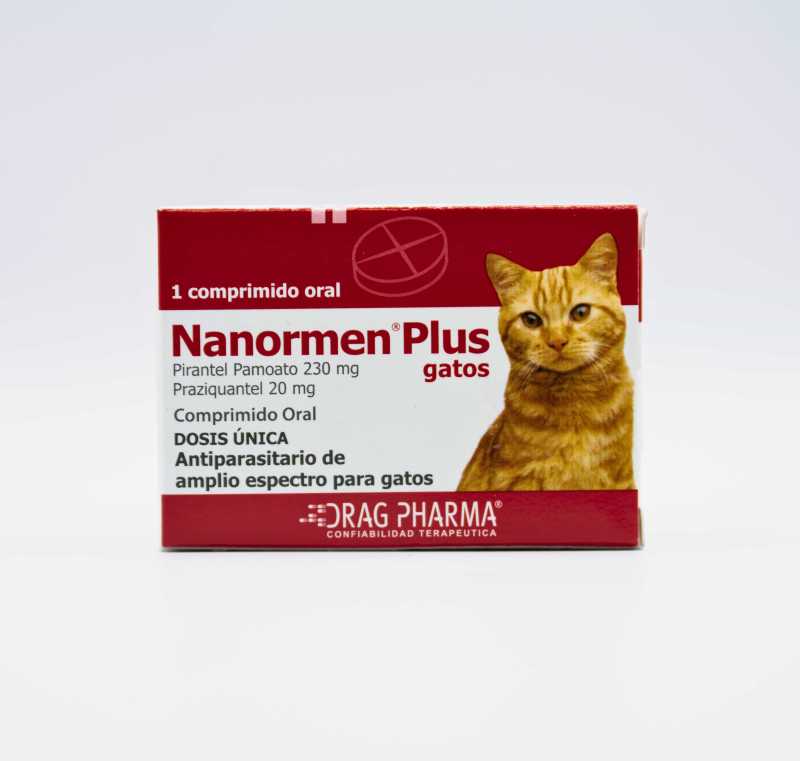 1 comprimido oral
Nanormen® Plus
gatos
Pirantel Pamoato 230 mg
Praziquantel 20 mg
Comprimido Oral
DOSIS ÚNICA
Antiparasitario de
amplio espectro para gatos
DRAG PHARMA®
CONFIABILIDAD TERAPEUTICA